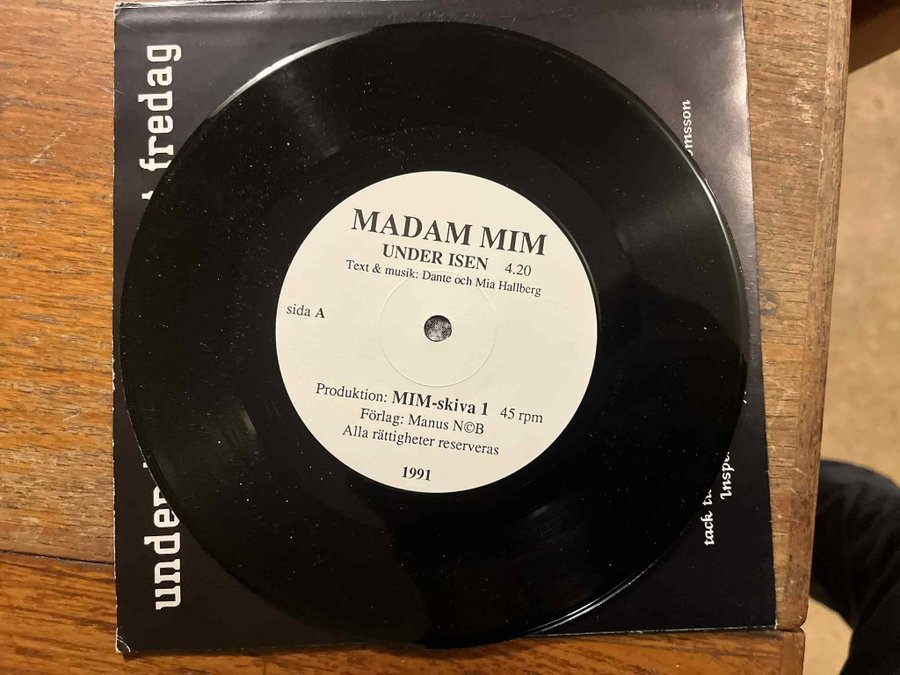 MADAM MIM
UNDER ISEN 4.20
Text & musik: Dante och Mia Hallberg
sida A
Produktion: MIM-skiva 1 45 rpm
Förlag: Manus N©B
Alla rättigheter reserveras
1991
under
fredag
tack